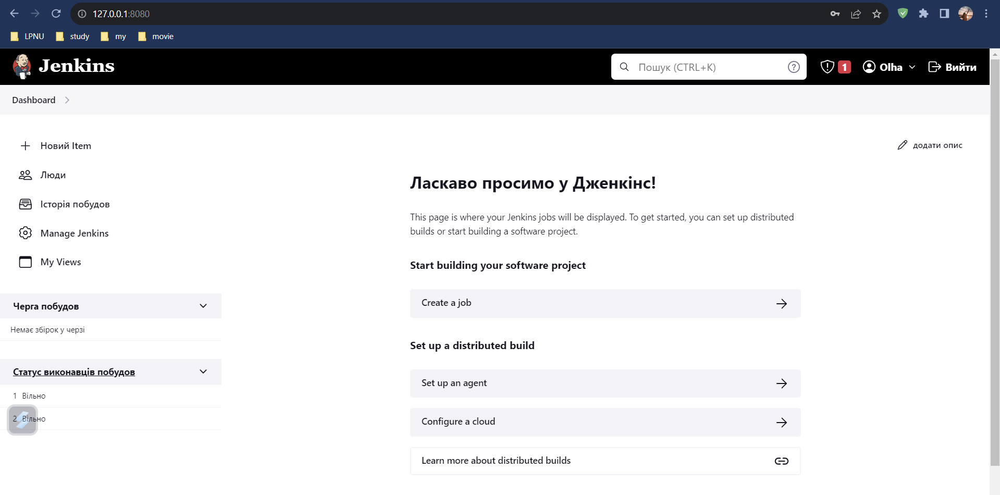 127.0.0.1:8080
LPNU study my movie
Jenkins
Пошук (CTRL+K)
1 Olha Вийти
Dashboard
Новий Item
додати опис
Люди
Історія побудов
Manage Jenkins
My Views
Черга побудов
Немає збірок у черзі
Статус виконавців побудов
1 Вільно
2 Вільно
Ласкаво просимо у Дженкінс!
This page is where your Jenkins jobs will be displayed. To get started, you can set up distributed
builds or start building a software project.
Start building your software project
Create a job
Set up a distributed build
Set up an agent
Configure a cloud
Learn more about distributed builds